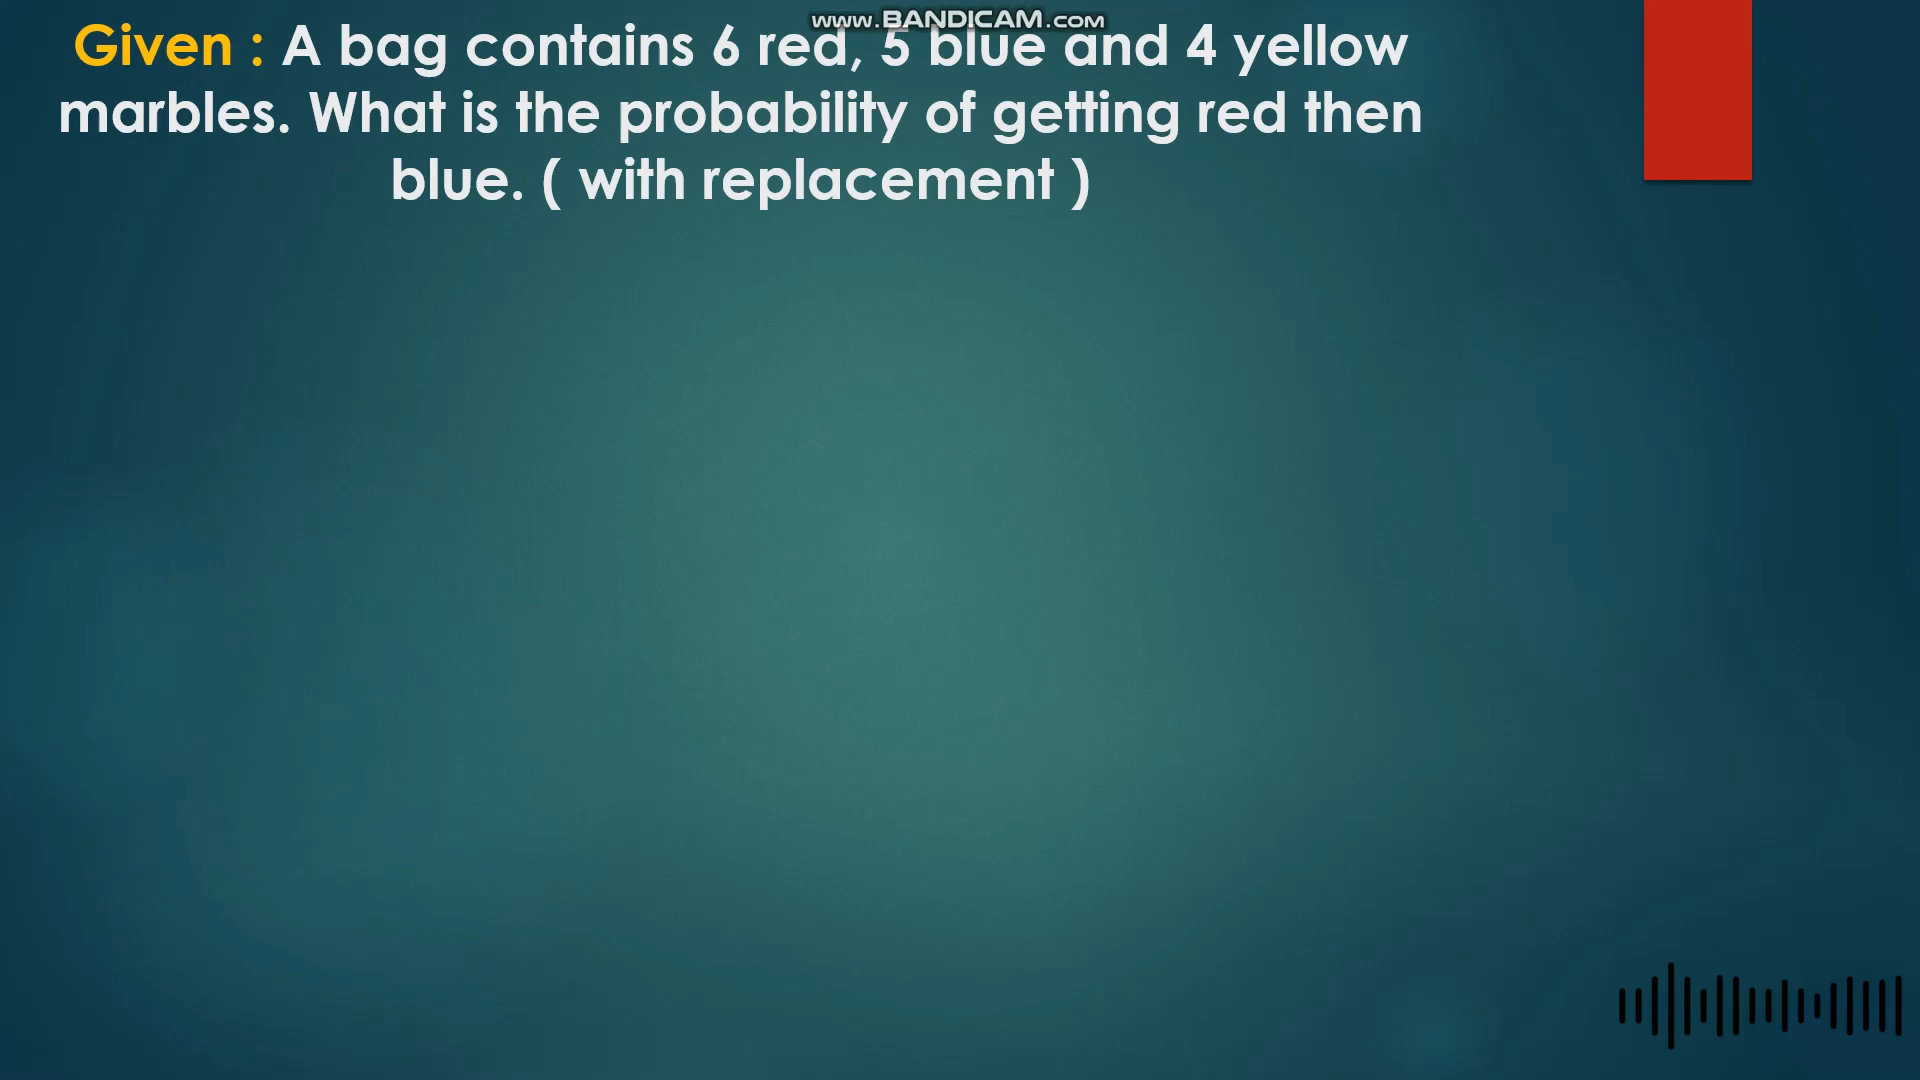 www.BANDICAM.com
Given : A bag contains 6 red, 5 blue and 4 yellow
marbles. What is the probability of getting red then
blue. ( with replacement )